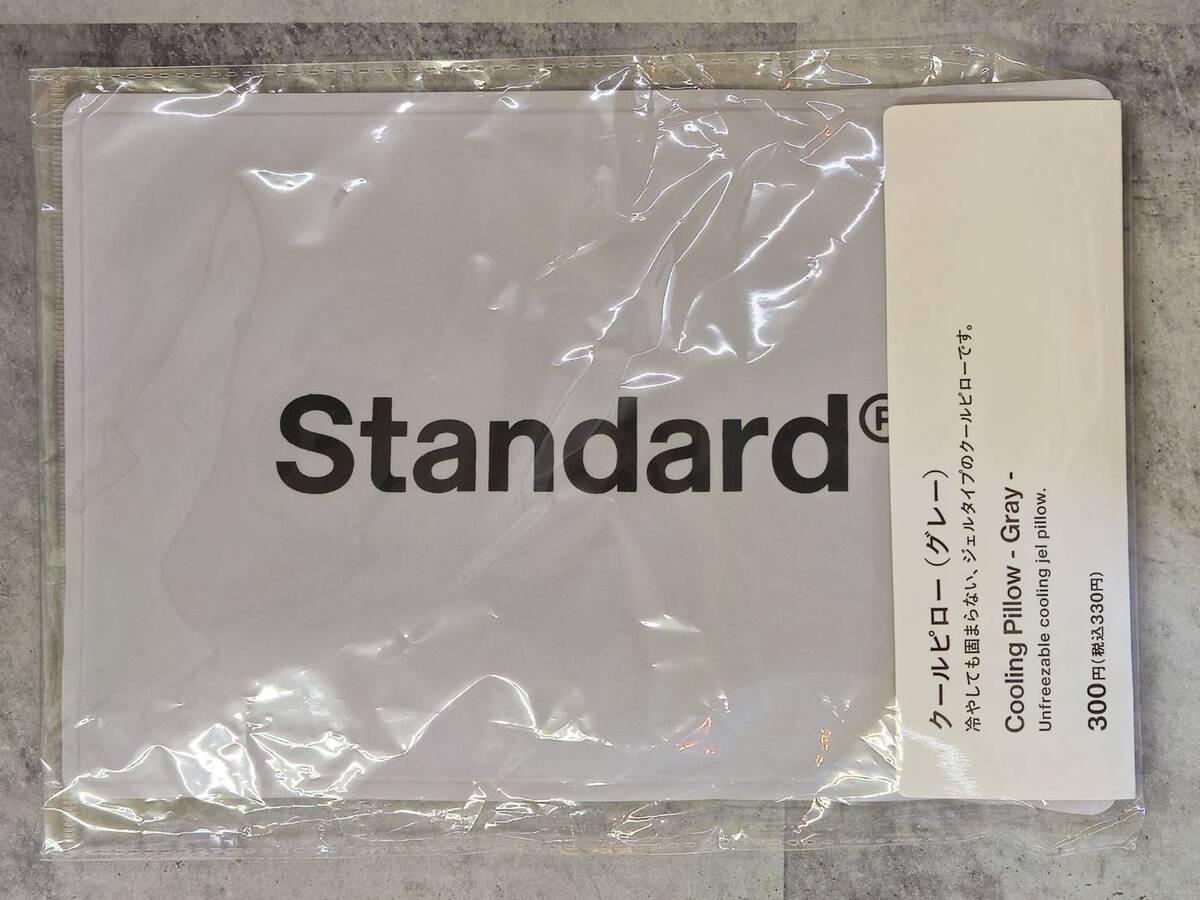 Standard®
クールピロー（グレー）
冷やしても固まらない、ジェルタイプのクールピローです。
Cooling Pillow - Gray -
Unfreezable cooling jel pillow.
300円(税込330円)